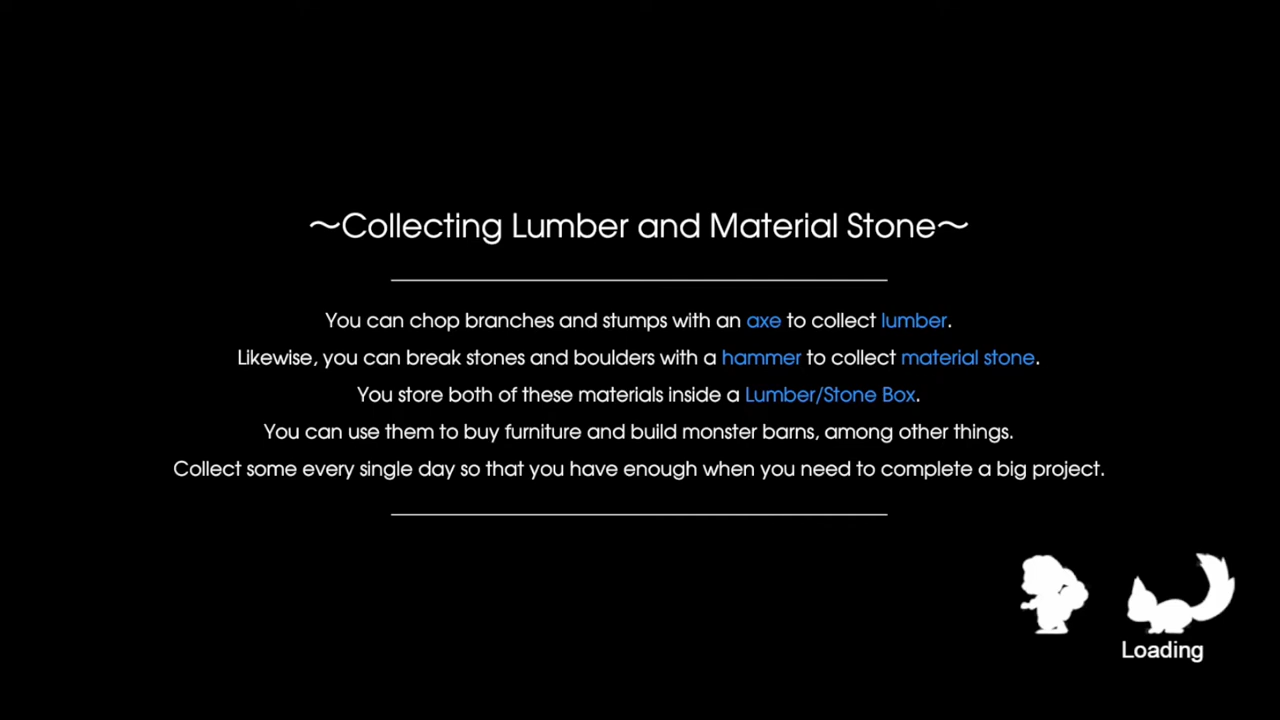 ～Collecting Lumber and Material Stone～
You can chop branches and stumps with an axe to collect lumber.
Likewise, you can break stones and boulders with a hammer to collect material stone.
You store both of these materials inside a Lumber/Stone Box.
You can use them to buy furniture and build monster barns, among other things.
Collect some every single day so that you have enough when you need to complete a big project.
Loading